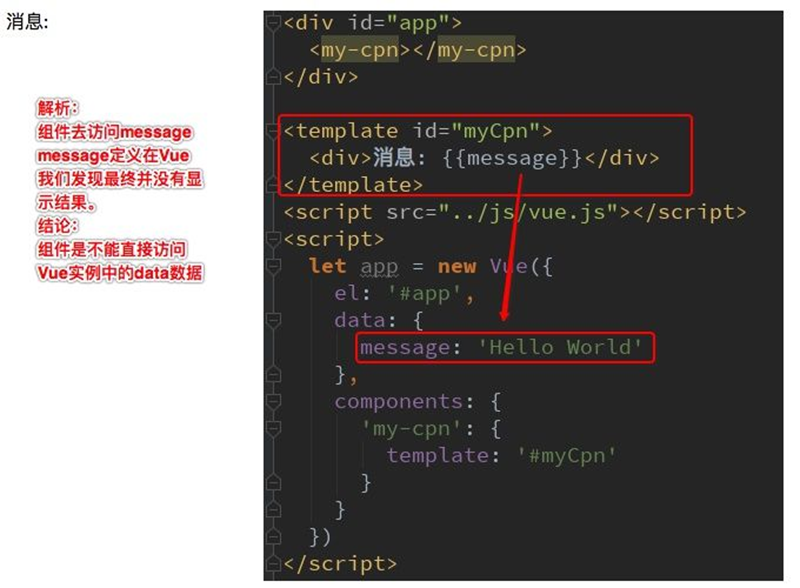 消息:
解析:
组件去访问message
message定义在Vue
我们发现最终并没有显
示结果。
结论:
组件是不能直接访问
Vue实例中的data数据
<div id="app">
  <my-cpn></my-cpn>
</div>
<template id="myCpn">
  <div>消息: {{message}}</div>
</template>
<script src="../js/vue.js"></script>
<script>
  let app = new Vue({
    el: '#app',
    data: {
      message: 'Hello World'
    },
    components: {
      'my-cpn': {
        template: '#myCpn'
      }
    }
  })
</script>